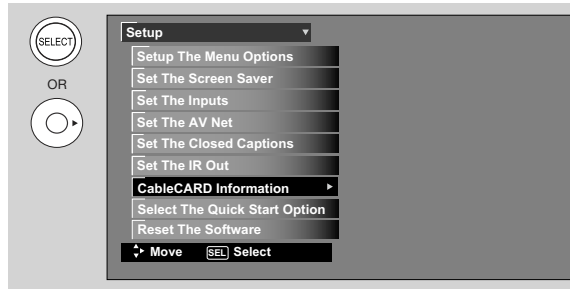 SELECT
OR
Setup
Setup The Menu Options
Set The Screen Saver
Set The Inputs
Set The AV Net
Set The Closed Captions
Set The IR Out
CableCARD Information
Select The Quick Start Option
Reset The Software
Move SEL Select